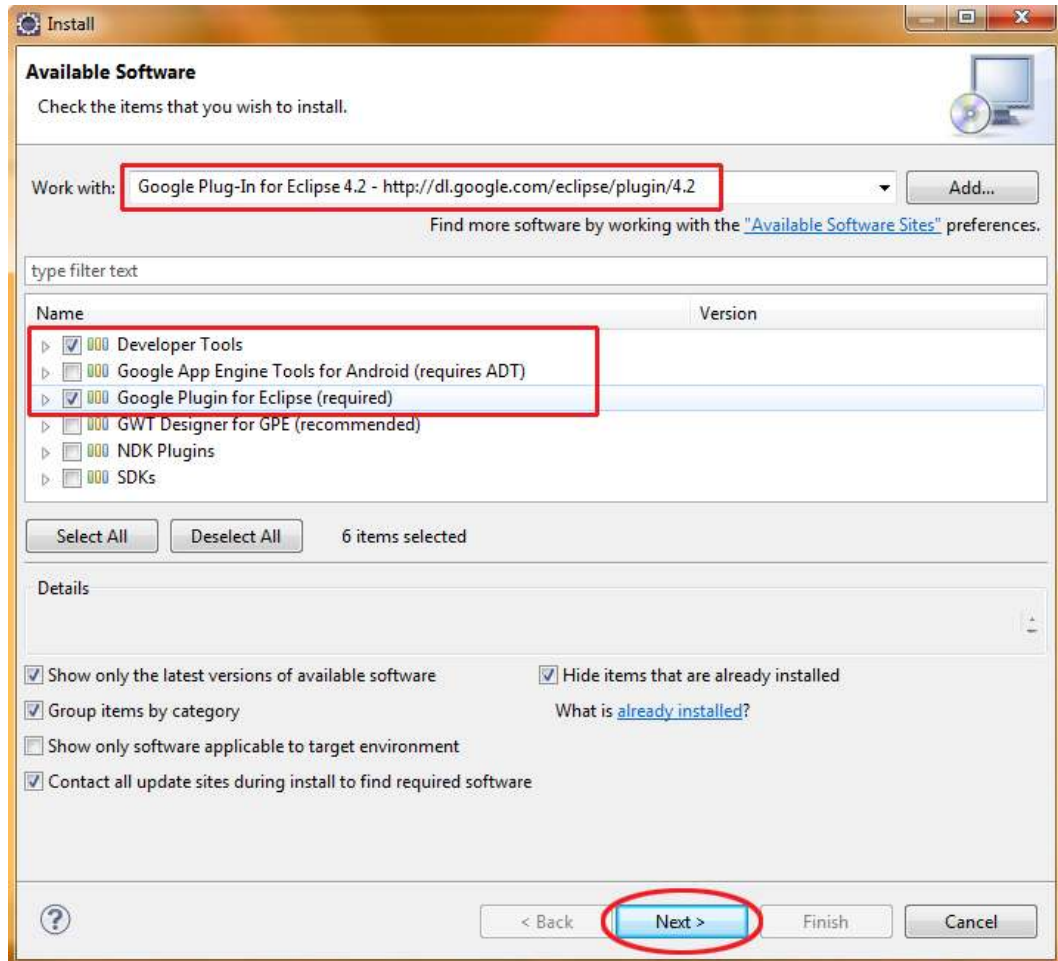 Install
Available Software
Check the items that you wish to install.
Work with: Google Plug-In for Eclipse 4.2 - http://dl.google.com/eclipse/plugin/4.2 Add...
Find more software by working with the "Available Software Sites" preferences.
type filter text
Name Version
Developer Tools
Google App Engine Tools for Android (requires ADT)
Google Plugin for Eclipse (required)
GWT Designer for GPE (recommended)
NDK Plugins
SDKs
Select All Deselect All 6 items selected
Details
Show only the latest versions of available software Hide items that are already installed
Group items by category What is already installed?
Show only software applicable to target environment
Contact all update sites during install to find required software
? < Back Next > Finish Cancel